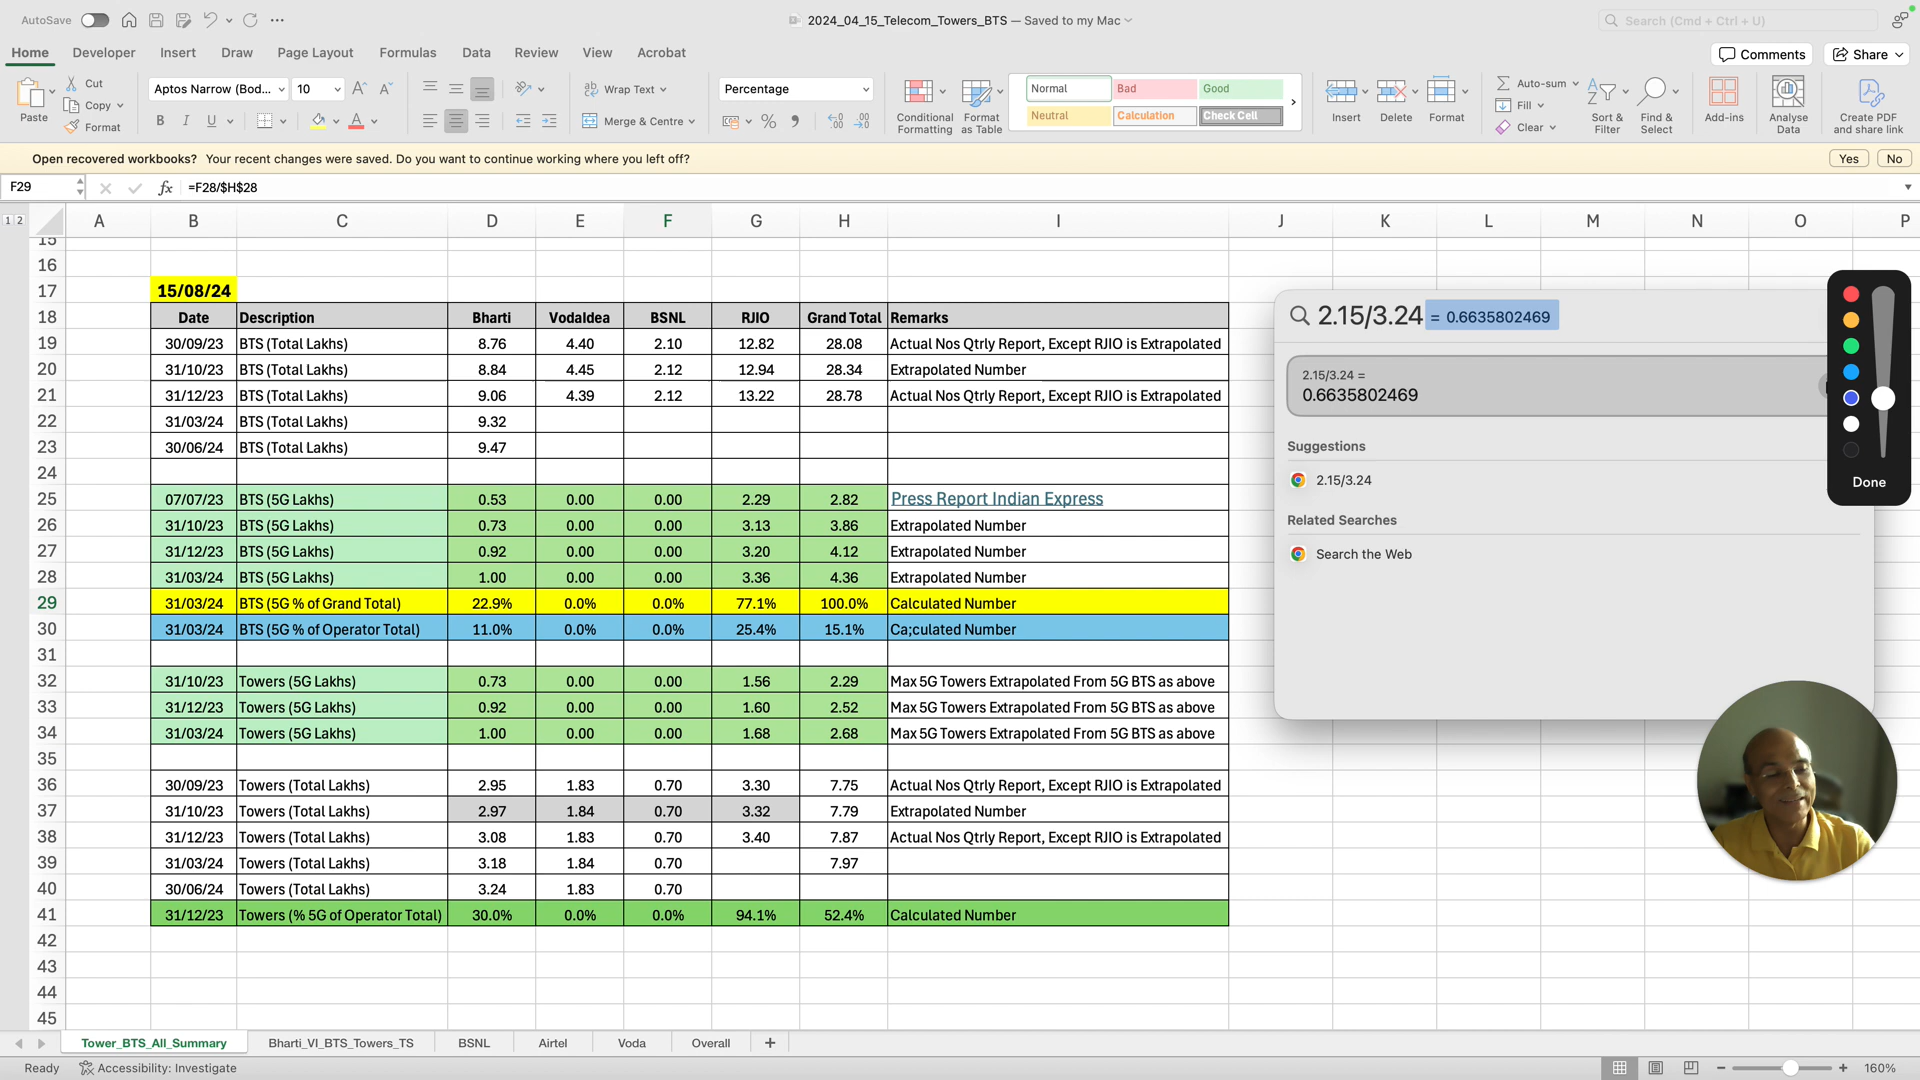 AutoSave
2024_04_15_Telecom_Towers_BTS — Saved to my Mac
Search (Cmd + Ctrl + U)
Home Developer Insert Draw Page Layout Formulas Data Review View Acrobat
Comments Share
Paste Cut Copy Format
Aptos Narrow (Bod... 10
B I U
Wrap Text
Merge & Centre
Percentage
Conditional Formatting
Format as Table
Normal Bad Good
Neutral Calculation Check Cell
Insert Delete Format
Auto-sum
Fill
Clear
Sort & Filter
Find & Select
Add-ins
Analyse Data
Create PDF and share link
Open recovered workbooks? Your recent changes were saved. Do you want to continue working where you left off? Yes No
F29 fx =F28/$H$28
1 2 A B C D E F G H I J K L M N O P
15
16
17 15/08/24
18 Date Description Bharti VodaIdea BSNL RJIO Grand Total Remarks
19 30/09/23 BTS (Total Lakhs) 8.76 4.40 2.10 12.82 28.08 Actual Nos Qtrly Report, Except RJIO is Extrapolated
20 31/10/23 BTS (Total Lakhs) 8.84 4.45 2.12 12.94 28.34 Extrapolated Number
21 31/12/23 BTS (Total Lakhs) 9.06 4.39 2.12 13.22 28.78 Actual Nos Qtrly Report, Except RJIO is Extrapolated
22 31/03/24 BTS (Total Lakhs) 9.32
23 30/06/24 BTS (Total Lakhs) 9.47
24
25 07/07/23 BTS (5G Lakhs) 0.53 0.00 0.00 2.29 2.82 Press Report Indian Express
26 31/10/23 BTS (5G Lakhs) 0.73 0.00 0.00 3.13 3.86 Extrapolated Number
27 31/12/23 BTS (5G Lakhs) 0.92 0.00 0.00 3.20 4.12 Extrapolated Number
28 31/03/24 BTS (5G Lakhs) 1.00 0.00 0.00 3.36 4.36 Extrapolated Number
29 31/03/24 BTS (5G % of Grand Total) 22.9% 0.0% 0.0% 77.1% 100.0% Calculated Number
30 31/03/24 BTS (5G % of Operator Total) 11.0% 0.0% 0.0% 25.4% 15.1% Ca;culated Number
31
32 31/10/23 Towers (5G Lakhs) 0.73 0.00 0.00 1.56 2.29 Max 5G Towers Extrapolated From 5G BTS as above
33 31/12/23 Towers (5G Lakhs) 0.92 0.00 0.00 1.60 2.52 Max 5G Towers Extrapolated From 5G BTS as above
34 31/03/24 Towers (5G Lakhs) 1.00 0.00 0.00 1.68 2.68 Max 5G Towers Extrapolated From 5G BTS as above
35
36 30/09/23 Towers (Total Lakhs) 2.95 1.83 0.70 3.30 7.75 Actual Nos Qtrly Report, Except RJIO is Extrapolated
37 31/10/23 Towers (Total Lakhs) 2.97 1.84 0.70 3.32 7.79 Extrapolated Number
38 31/12/23 Towers (Total Lakhs) 3.08 1.83 0.70 3.40 7.87 Actual Nos Qtrly Report, Except RJIO is Extrapolated
39 31/03/24 Towers (Total Lakhs) 3.18 1.84 0.70 7.97
40 30/06/24 Towers (Total Lakhs) 3.24 1.83 0.70
41 31/12/23 Towers (% 5G of Operator Total) 30.0% 0.0% 0.0% 94.1% 52.4% Calculated Number
42
43
44
45
2.15/3.24 = 0.6635802469
2.15/3.24 =
0.6635802469
Suggestions
2.15/3.24
Related Searches
Search the Web
Done
Tower_BTS_All_Summary Bharti_VI_BTS_Towers_TS BSNL Airtel Voda Overall +
Ready Accessibility: Investigate 160%